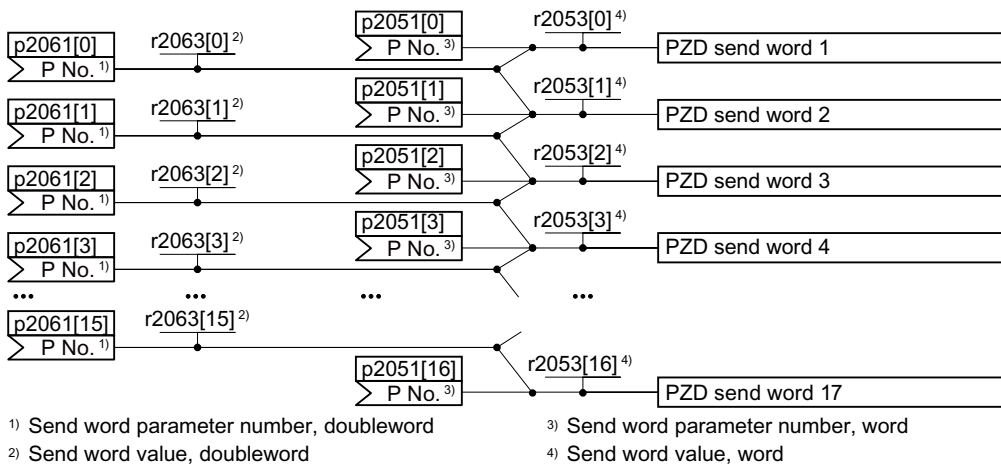 p2051[0] r2053[0] 4)
p2061[0] r2063[0] 2) P No. 3) PZD send word 1
P No. 1)
p2051[1] r2053[1] 4)
p2061[1] r2063[1] 2) P No. 3) PZD send word 2
P No. 1)
p2051[2] r2053[2] 4)
p2061[2] r2063[2] 2) P No. 3) PZD send word 3
P No. 1)
p2051[3] r2053[3] 4)
p2061[3] r2063[3] 2) P No. 3) PZD send word 4
P No. 1)
... ... ... ...
p2061[15] r2063[15] 2)
P No. 1)
p2051[16] r2053[16] 4)
P No. 3) PZD send word 17
1) Send word parameter number, doubleword 3) Send word parameter number, word
2) Send word value, doubleword 4) Send word value, word